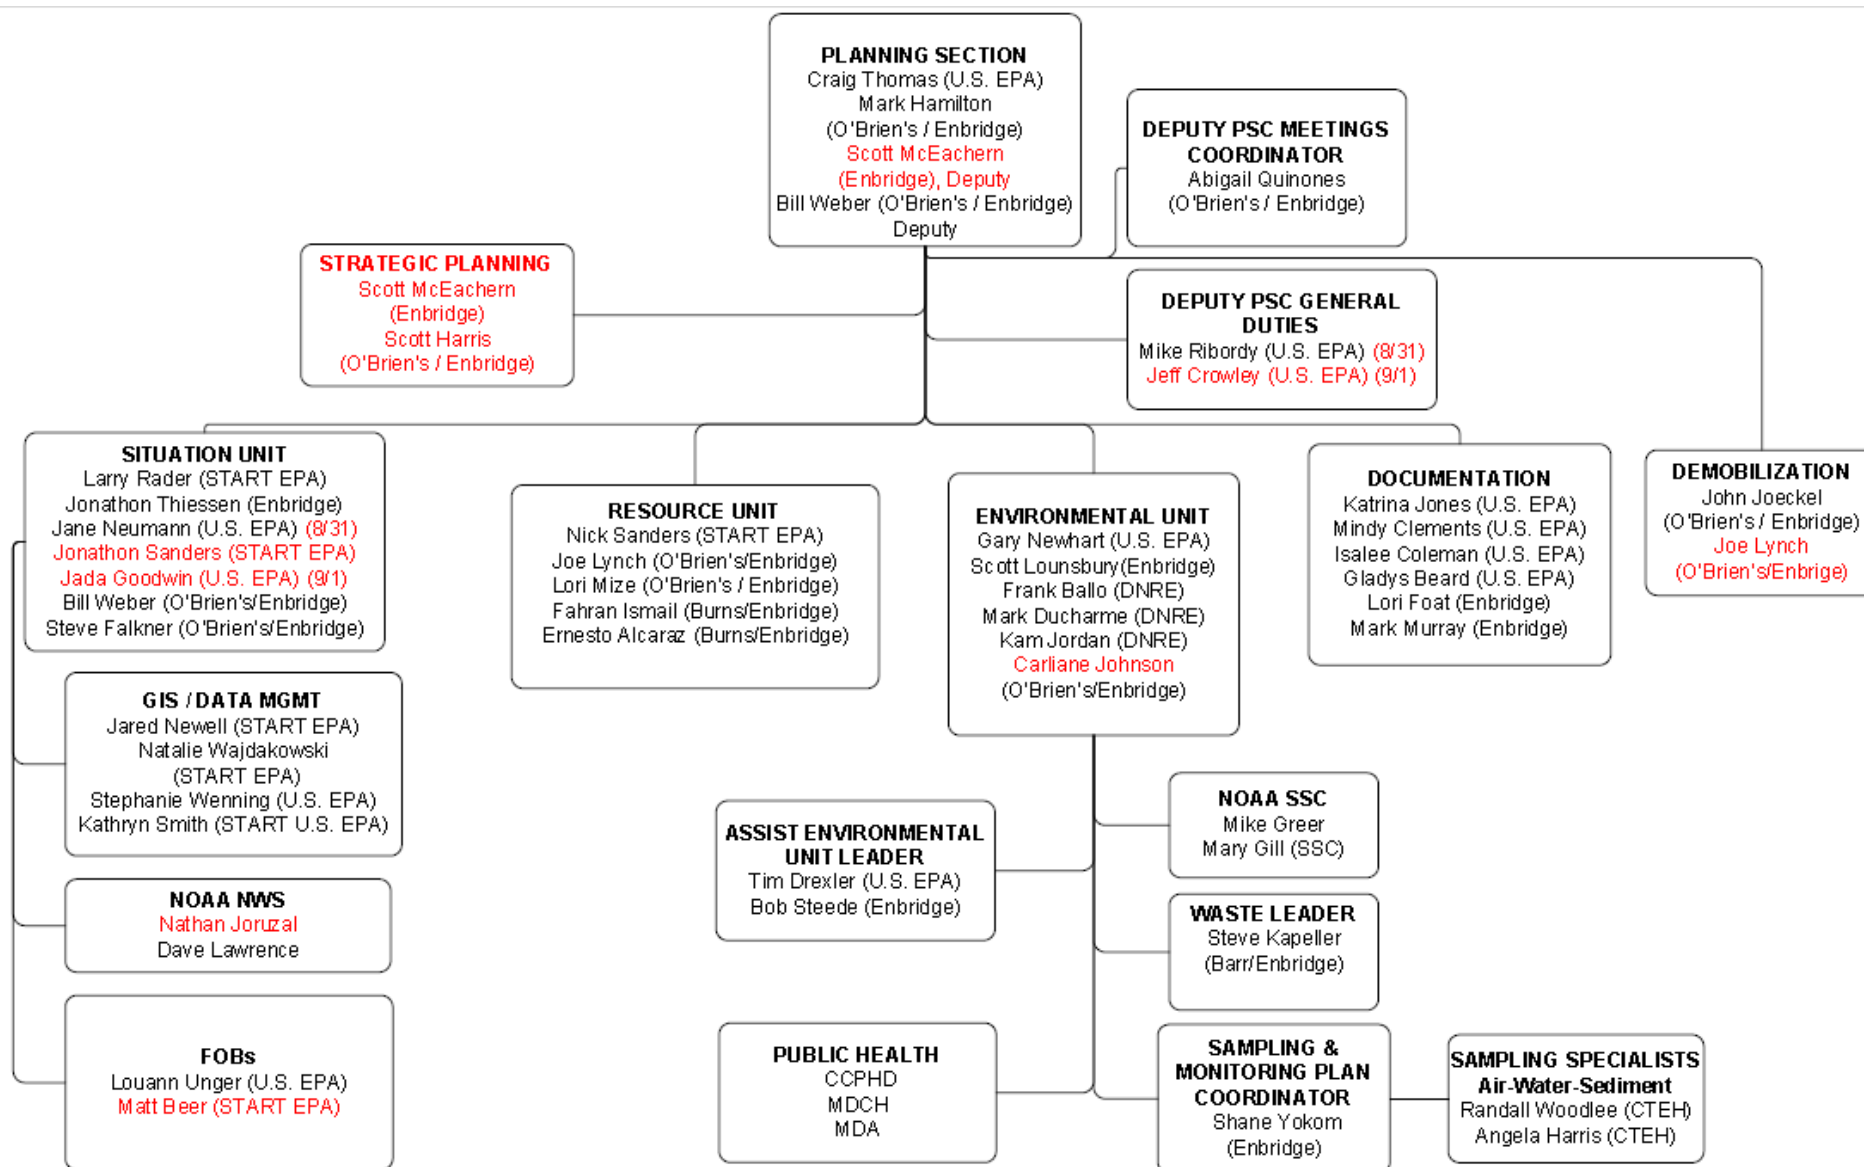 PLANNING SECTION
Craig Thomas (U.S. EPA)
Mark Hamilton
(O'Brien's / Enbridge)
Scott McEachern
(Enbridge), Deputy
Bill Weber (O'Brien's / Enbridge)
Deputy
DEPUTY PSC MEETINGS
COORDINATOR
Abigail Quinones
(O'Brien's / Enbridge)
STRATEGIC PLANNING
Scott McEachern
(Enbridge)
Scott Harris
(O'Brien's / Enbridge)
DEPUTY PSC GENERAL
DUTIES
Mike Ribordy (U.S. EPA) (8/31)
Jeff Crowley (U.S. EPA) (9/1)
SITUATION UNIT
Larry Rader (START EPA)
Jonathon Thiessen (Enbridge)
Jane Neumann (U.S. EPA) (8/31)
Jonathon Sanders (START EPA)
Jada Goodwin (U.S. EPA) (9/1)
Bill Weber (O'Brien's/Enbridge)
Steve Falkner (O'Brien's/Enbridge)
RESOURCE UNIT
Nick Sanders (START EPA)
Joe Lynch (O'Brien's/Enbridge)
Lori Mize (O'Brien's / Enbridge)
Fahran Ismail (Burns/Enbridge)
Ernesto Alcaraz (Burns/Enbridge)
ENVIRONMENTAL UNIT
Gary Newhart (U.S. EPA)
Scott Lounsbury(Enbridge)
Frank Ballo (DNRE)
Mark Ducharme (DNRE)
Kam Jordan (DNRE)
Carliane Johnson
(O'Brien's/Enbridge)
DOCUMENTATION
Katrina Jones (U.S. EPA)
Mindy Clements (U.S. EPA)
Isalee Coleman (U.S. EPA)
Gladys Beard (U.S. EPA)
Lori Foat (Enbridge)
Mark Murray (Enbridge)
DEMOBILIZATION
John Joeckel
(O'Brien's / Enbridge)
Joe Lynch
(O'Brien's/Enbrige)
GIS / DATA MGMT
Jared Newell (START EPA)
Natalie Wajdakowski
(START EPA)
Stephanie Wenning (U.S. EPA)
Kathryn Smith (START U.S. EPA)
NOAA NWS
Nathan Joruzal
Dave Lawrence
FOBs
Louann Unger (U.S. EPA)
Matt Beer (START EPA)
ASSIST ENVIRONMENTAL
UNIT LEADER
Tim Drexler (U.S. EPA)
Bob Steede (Enbridge)
NOAA SSC
Mike Greer
Mary Gill (SSC)
WASTE LEADER
Steve Kapeller
(Barr/Enbridge)
PUBLIC HEALTH
CCPHD
MDCH
MDA
SAMPLING &
MONITORING PLAN
COORDINATOR
Shane Yokom
(Enbridge)
SAMPLING SPECIALISTS
Air-Water-Sediment
Randall Woodlee (CTEH)
Angela Harris (CTEH)